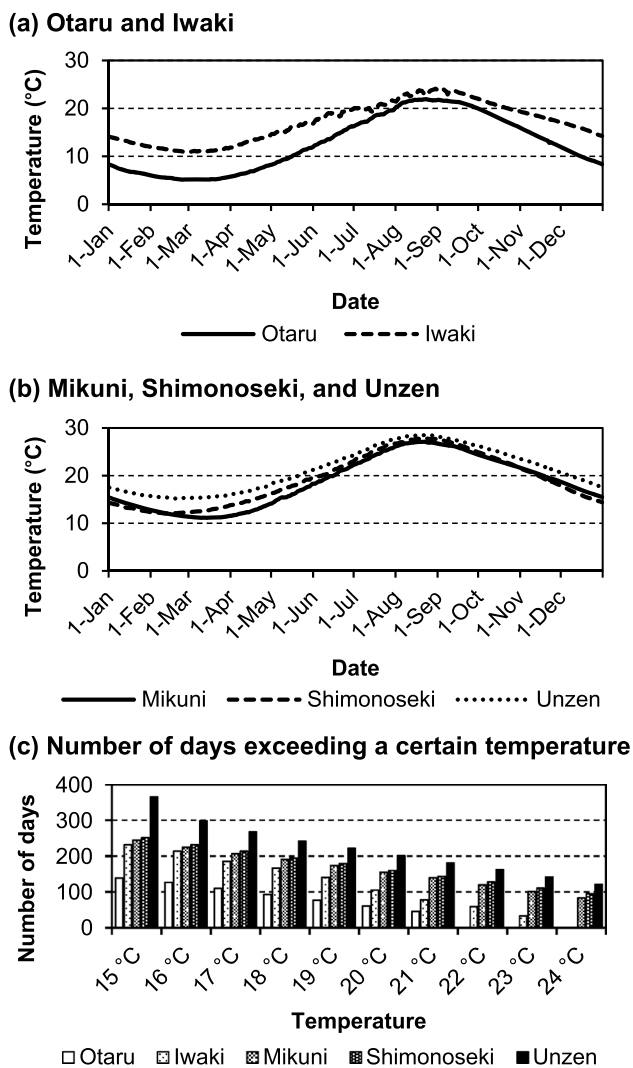 (a) Otaru and Iwaki
30
20
10
0
Temperature (°C)
1-Jan
1-Feb
1-Mar
1-Apr
1-May
1-Jun
1-Jul
1-Aug
1-Sep
1-Oct
1-Nov
1-Dec
Date
Otaru Iwaki
(b) Mikuni, Shimonoseki, and Unzen
30
20
10
0
Temperature (°C)
1-Jan
1-Feb
1-Mar
1-Apr
1-May
1-Jun
1-Jul
1-Aug
1-Sep
1-Oct
1-Nov
1-Dec
Date
Mikuni Shimonoseki Unzen
(c) Number of days exceeding a certain temperature
400
300
200
100
0
Number of days
15 °C
16 °C
17 °C
18 °C
19 °C
20 °C
21 °C
22 °C
23 °C
24 °C
Temperature
Otaru Iwaki Mikuni Shimonoseki Unzen